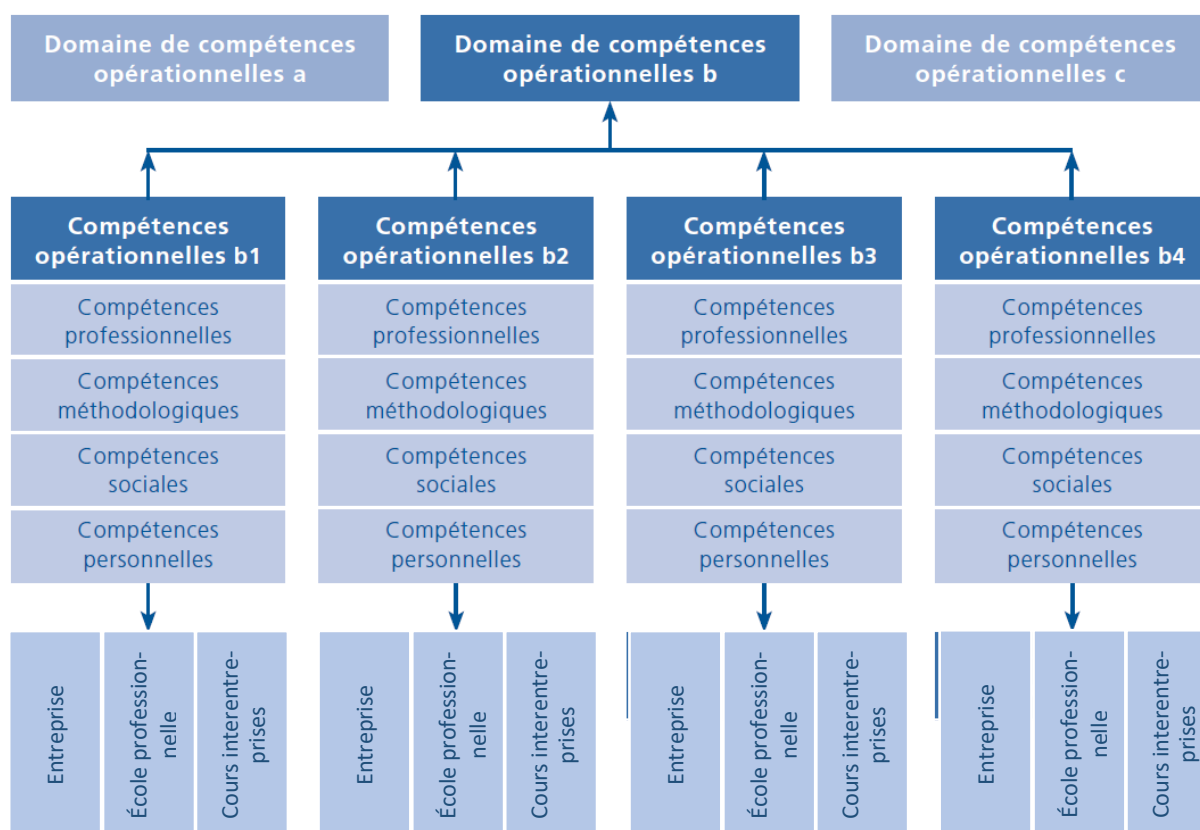 Domaine de compétences
opérationnelles a
Domaine de compétences
opérationnelles b
Domaine de compétences
opérationnelles c
Compétences
opérationnelles b1
Compétences
professionnelles
Compétences
méthodologiques
Compétences
sociales
Compétences
personnelles
Entreprise
École profession-
nelle
Cours interentre-
prises
Compétences
opérationnelles b2
Compétences
professionnelles
Compétences
méthodologiques
Compétences
sociales
Compétences
personnelles
Entreprise
École profession-
nelle
Cours interentre-
prises
Compétences
opérationnelles b3
Compétences
professionnelles
Compétences
méthodologiques
Compétences
sociales
Compétences
personnelles
Entreprise
École profession-
nelle
Cours interentre-
prises
Compétences
opérationnelles b4
Compétences
professionnelles
Compétences
méthodologiques
Compétences
sociales
Compétences
personnelles
Entreprise
École profession-
nelle
Cours interentre-
prises